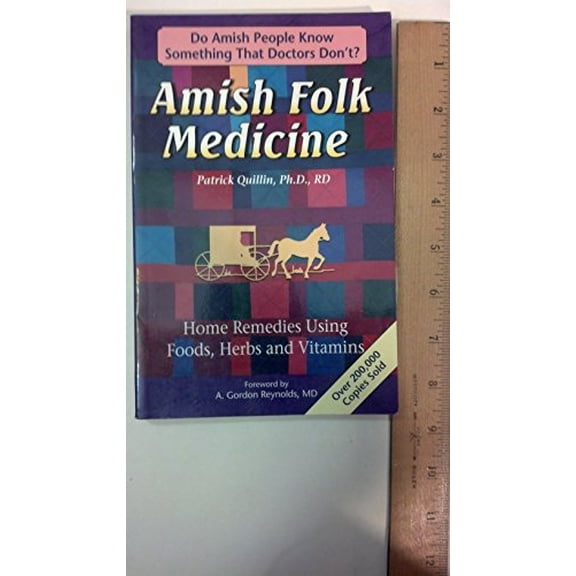 Do Amish People Know
Something That Doctors Don't?
Amish Folk
Medicine
Patrick Quillin, Ph.D., RD
Home Remedies Using
Foods, Herbs and Vitamins
Over 200,000
Copies Sold
Foreword by
A. Gordon Reynolds, MD
1
2
3
4
5
6
7
8
9
10
11
12